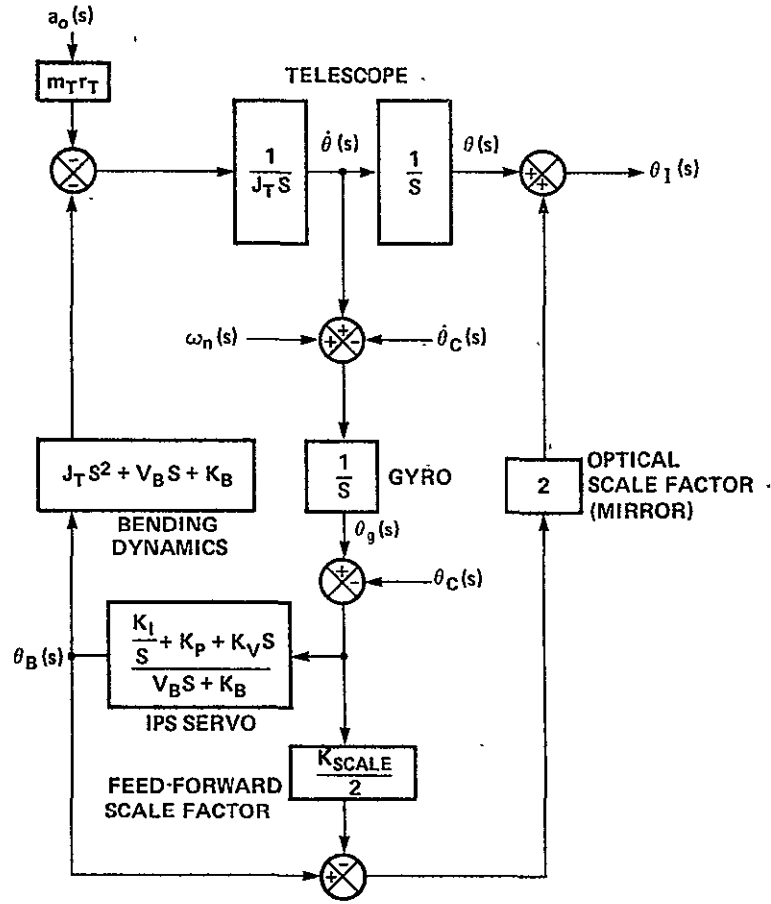 a₀(s)
m_T r_T
TELESCOPE
1
J_T S
θ̇(s)
1
S
θ(s)
θ_I(s)
− −
+ +
ω_n(s)
+ + −
θ̇_C(s)
J_T S² + V_B S + K_B
BENDING
DYNAMICS
1
S
GYRO
2
OPTICAL
SCALE FACTOR
(MIRROR)
θ_g(s)
+ −
θ_C(s)
θ_B(s)
K_I
S
+ K_P + K_V S
V_B S + K_B
IPS SERVO
FEED-FORWARD
SCALE FACTOR
K_SCALE
2
+ −